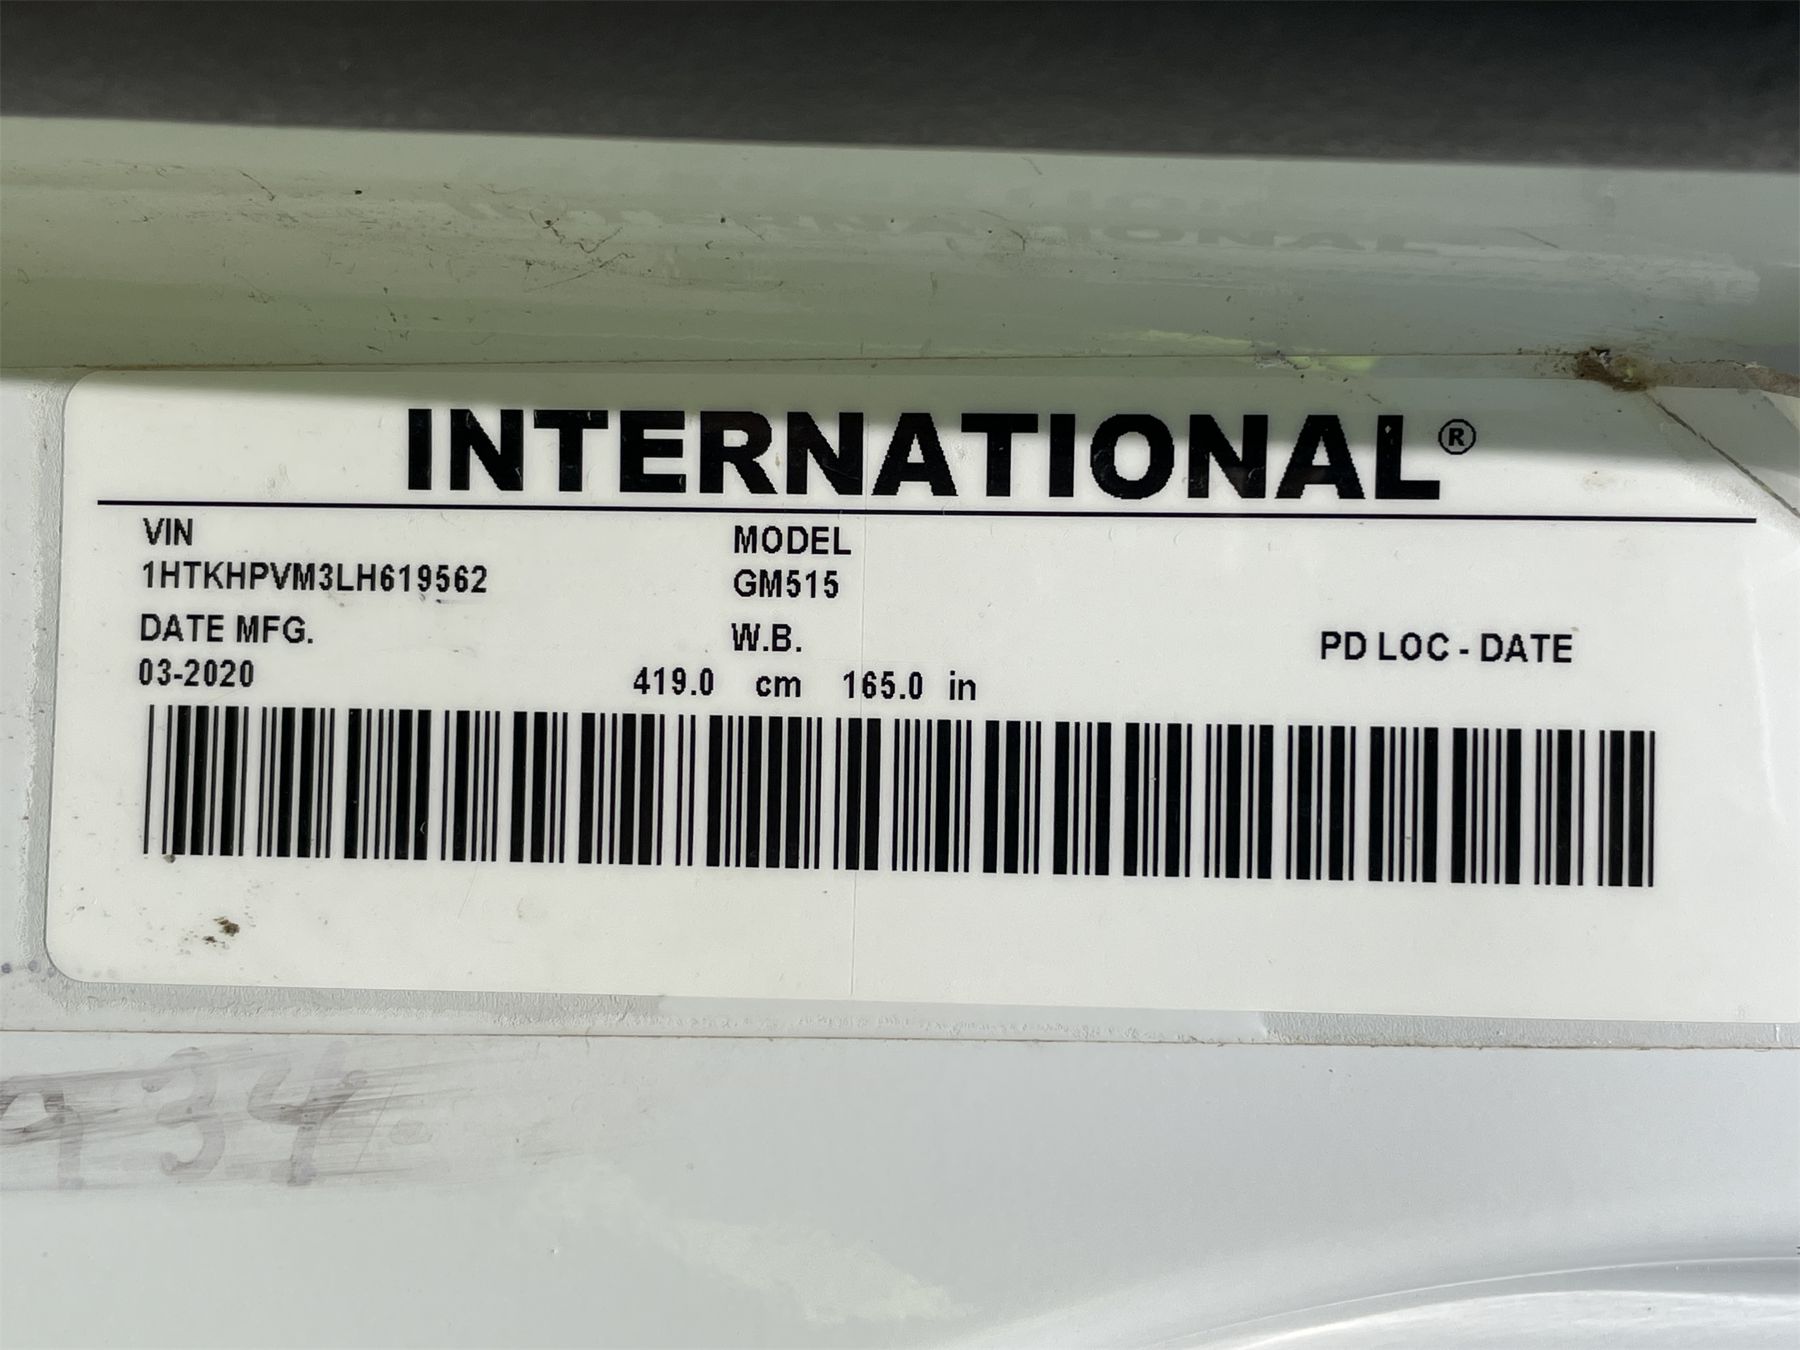 INTERNATIONAL®
VIN
1HTKHPVM3LH619562
MODEL
GM515
DATE MFG.
03-2020
W.B.
419.0 cm 165.0 in
PD LOC - DATE